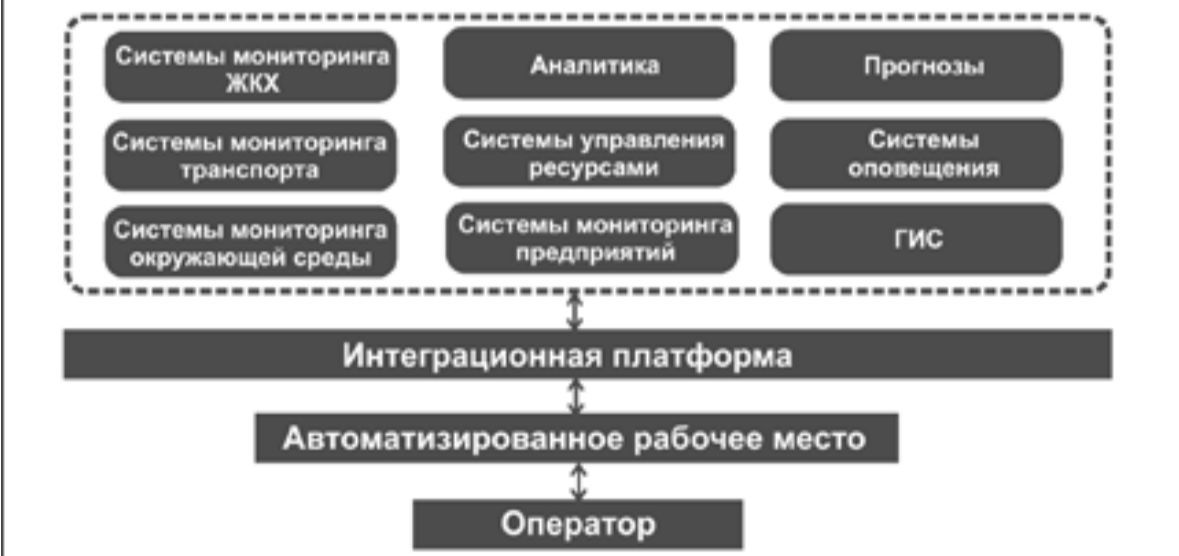 Системы мониторинга
ЖКХ
Аналитика
Прогнозы
Системы мониторинга
транспорта
Системы управления
ресурсами
Системы
оповещения
Системы мониторинга
окружающей среды
Системы мониторинга
предприятий
ГИС
Интеграционная платформа
Автоматизированное рабочее место
Оператор